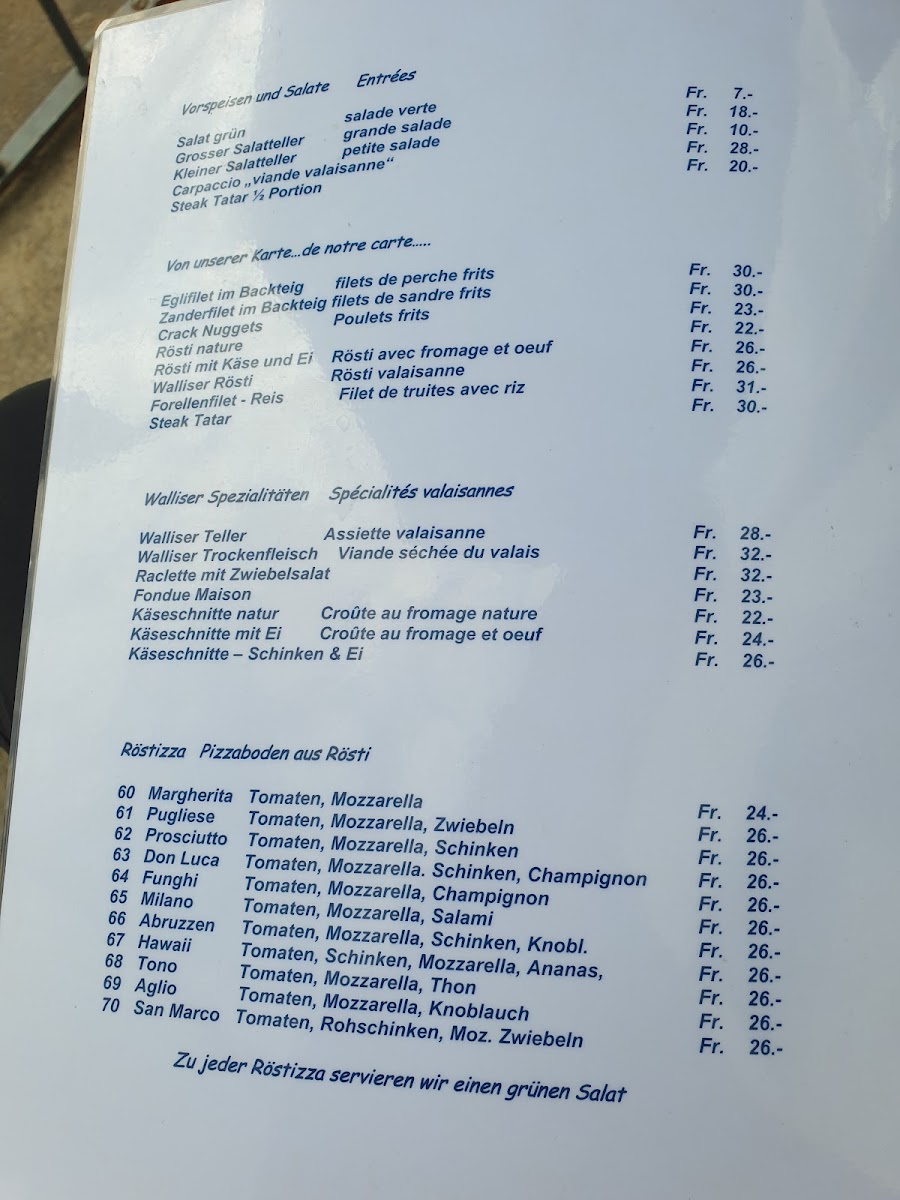 Vorspeisen und Salate Entrées
Salat grün salade verte Fr. 7.-
Grosser Salatteller grande salade Fr. 18.-
Kleiner Salatteller petite salade Fr. 10.-
Carpaccio „viande valaisanne“ Fr. 28.-
Steak Tatar ½ Portion Fr. 20.-
Von unserer Karte...de notre carte.....
Eglifilet im Backteig filets de perche frits Fr. 30.-
Zanderfilet im Backteig filets de sandre frits Fr. 30.-
Crack Nuggets Poulets frits Fr. 23.-
Rösti nature Fr. 22.-
Rösti mit Käse und Ei Rösti avec fromage et oeuf Fr. 26.-
Walliser Rösti Rösti valaisanne Fr. 26.-
Forellenfilet - Reis Filet de truites avec riz Fr. 31.-
Steak Tatar Fr. 30.-
Walliser Spezialitäten Spécialités valaisannes
Walliser Teller Assiette valaisanne Fr. 28.-
Walliser Trockenfleisch Viande séchée du valais Fr. 32.-
Raclette mit Zwiebelsalat Fr. 32.-
Fondue Maison Fr. 23.-
Käseschnitte natur Croûte au fromage nature Fr. 22.-
Käseschnitte mit Ei Croûte au fromage et oeuf Fr. 24.-
Käseschnitte – Schinken & Ei Fr. 26.-
Röstizza Pizzaboden aus Rösti
60 Margherita Tomaten, Mozzarella Fr. 24.-
61 Pugliese Tomaten, Mozzarella, Zwiebeln Fr. 26.-
62 Prosciutto Tomaten, Mozzarella, Schinken Fr. 26.-
63 Don Luca Tomaten, Mozzarella. Schinken, Champignon Fr. 26.-
64 Funghi Tomaten, Mozzarella, Champignon Fr. 26.-
65 Milano Tomaten, Mozzarella, Salami Fr. 26.-
66 Abruzzen Tomaten, Mozzarella, Schinken, Knobl. Fr. 26.-
67 Hawaii Tomaten, Schinken, Mozzarella, Ananas, Fr. 26.-
68 Tono Tomaten, Mozzarella, Thon Fr. 26.-
69 Aglio Tomaten, Mozzarella, Knoblauch Fr. 26.-
70 San Marco Tomaten, Rohschinken, Moz. Zwiebeln Fr. 26.-
Zu jeder Röstizza servieren wir einen grünen Salat